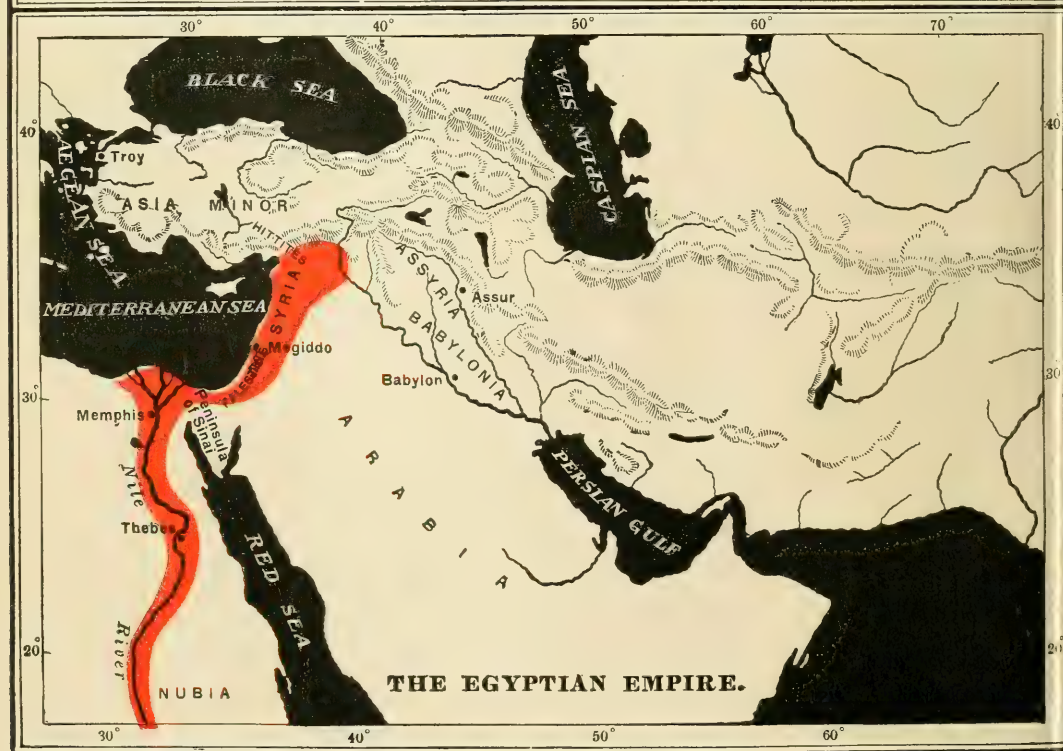 30° 40° 50° 60° 70°
BLACK SEA
CASPIAN SEA
40° 40°
Troy
AEGEAN SEA
ASIA MINOR
HITTITES
ASSYRIA
Assur
MEDITERRANEAN SEA
SYRIA
BABYLONIA
Megiddo
Babylon
30° 30°
Memphis
Peninsula
of Sinai
ARABIA
PERSIAN GULF
Nile
Thebes
RED SEA
River
20° 20°
NUBIA
THE EGYPTIAN EMPIRE.
30° 40° 50° 60°